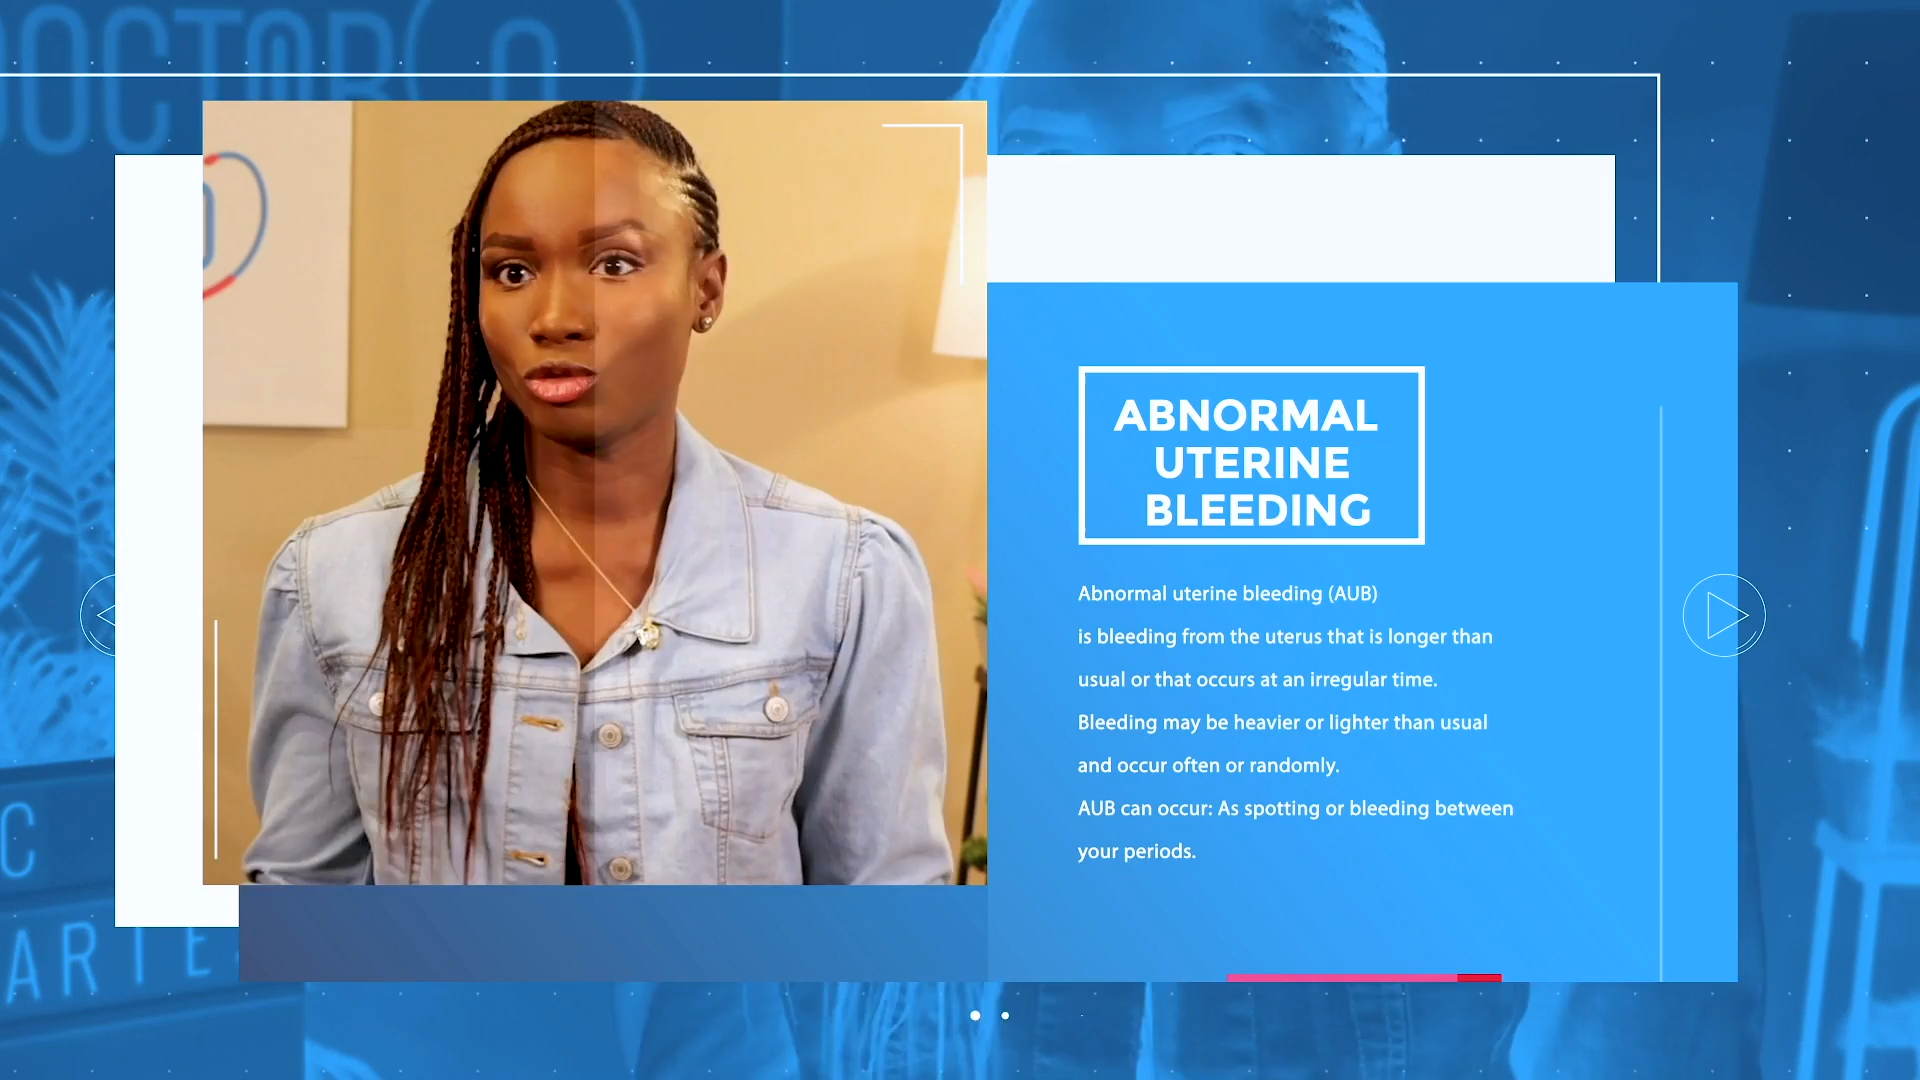 DOCTOR
ABNORMAL
UTERINE
BLEEDING
Abnormal uterine bleeding (AUB)
is bleeding from the uterus that is longer than
usual or that occurs at an irregular time.
Bleeding may be heavier or lighter than usual
and occur often or randomly.
AUB can occur: As spotting or bleeding between
your periods.